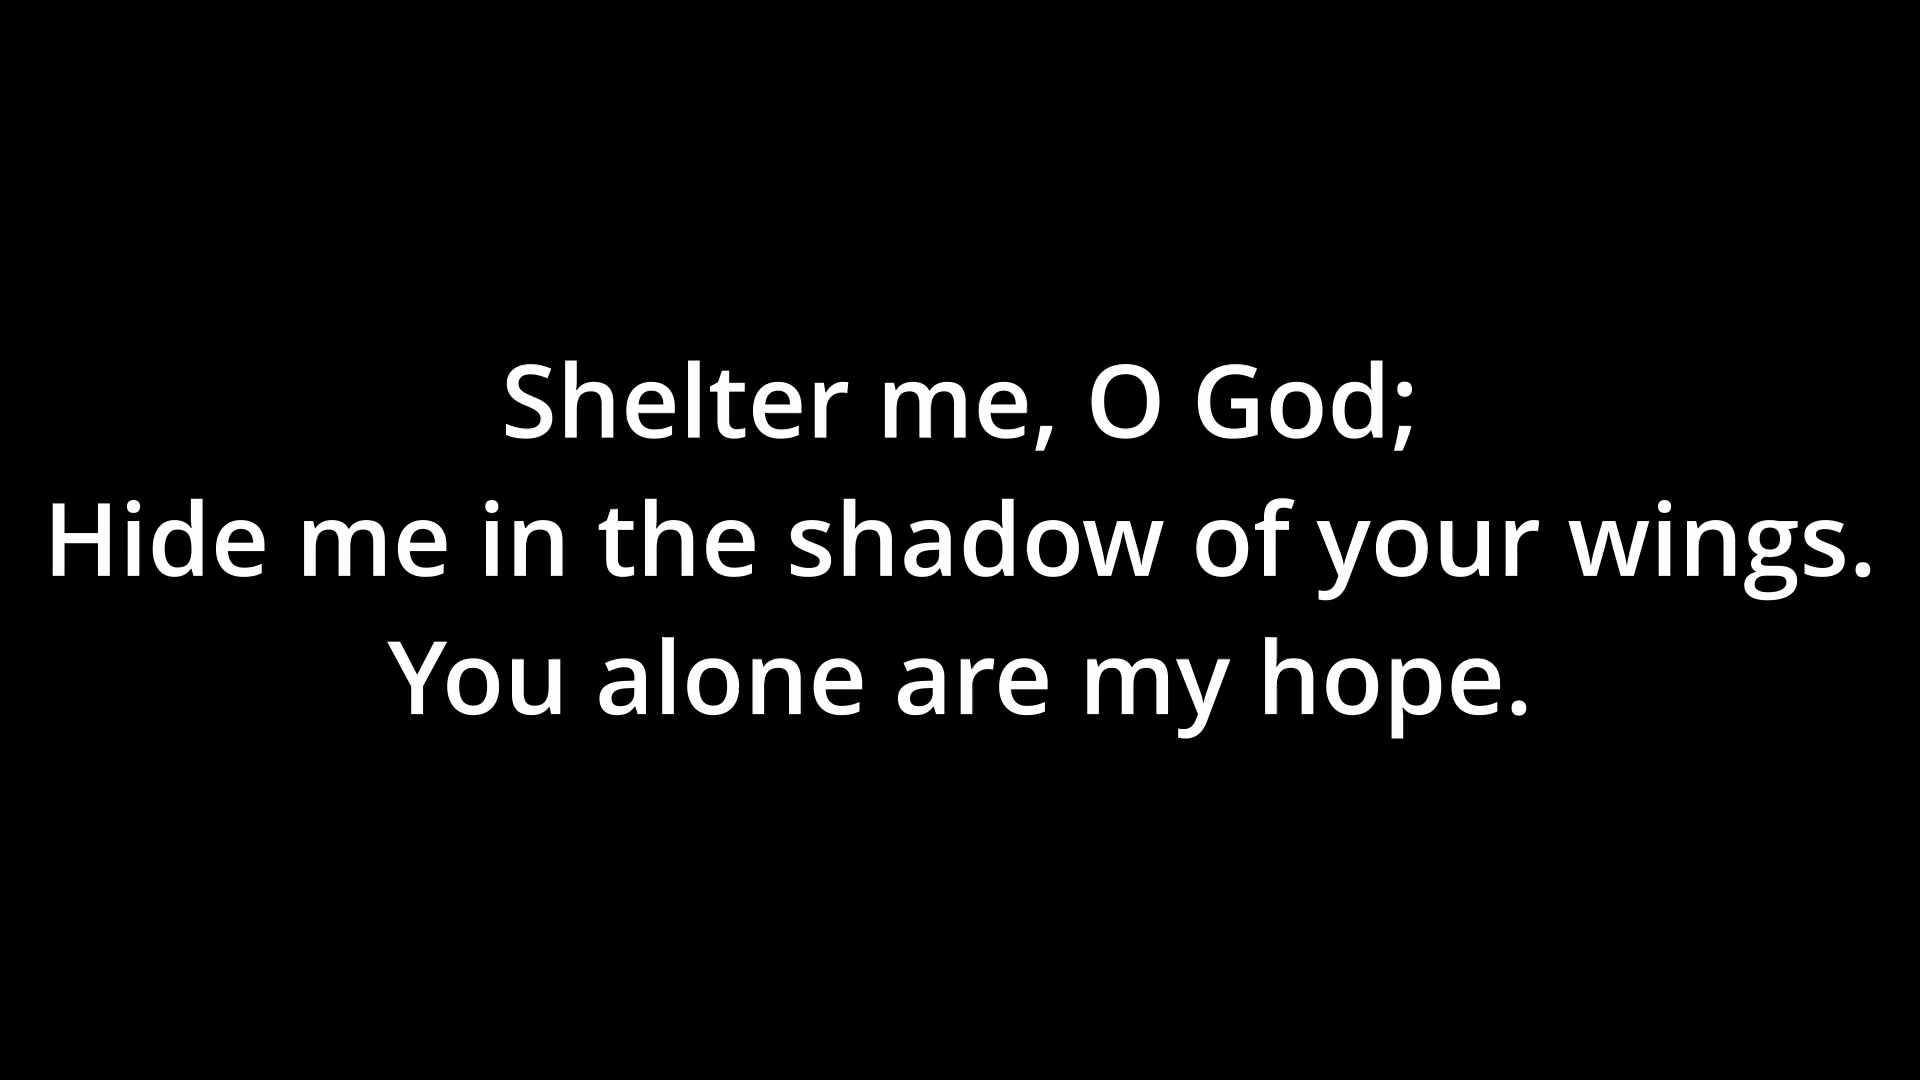 Shelter me, O God;
Hide me in the shadow of your wings.
You alone are my hope.